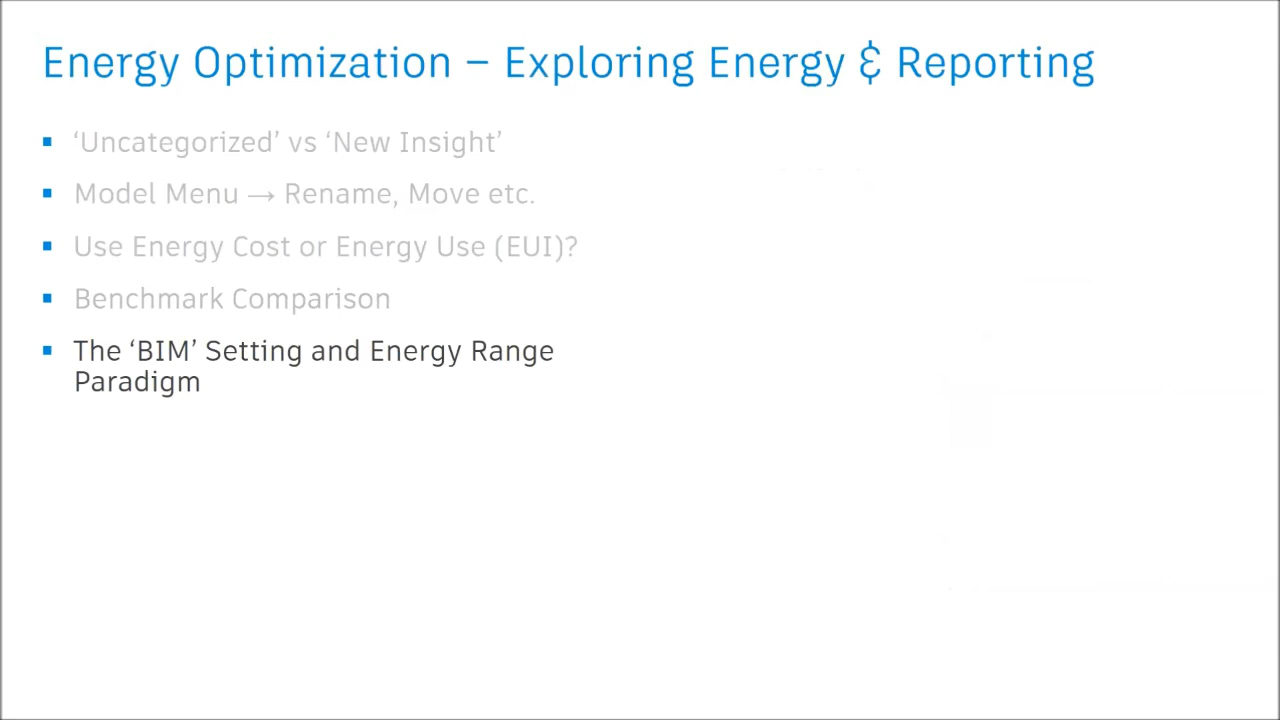 Energy Optimization – Exploring Energy & Reporting
▪ ‘Uncategorized’ vs ‘New Insight’
▪ Model Menu → Rename, Move etc.
▪ Use Energy Cost or Energy Use (EUI)?
▪ Benchmark Comparison
▪ The ‘BIM’ Setting and Energy Range
Paradigm